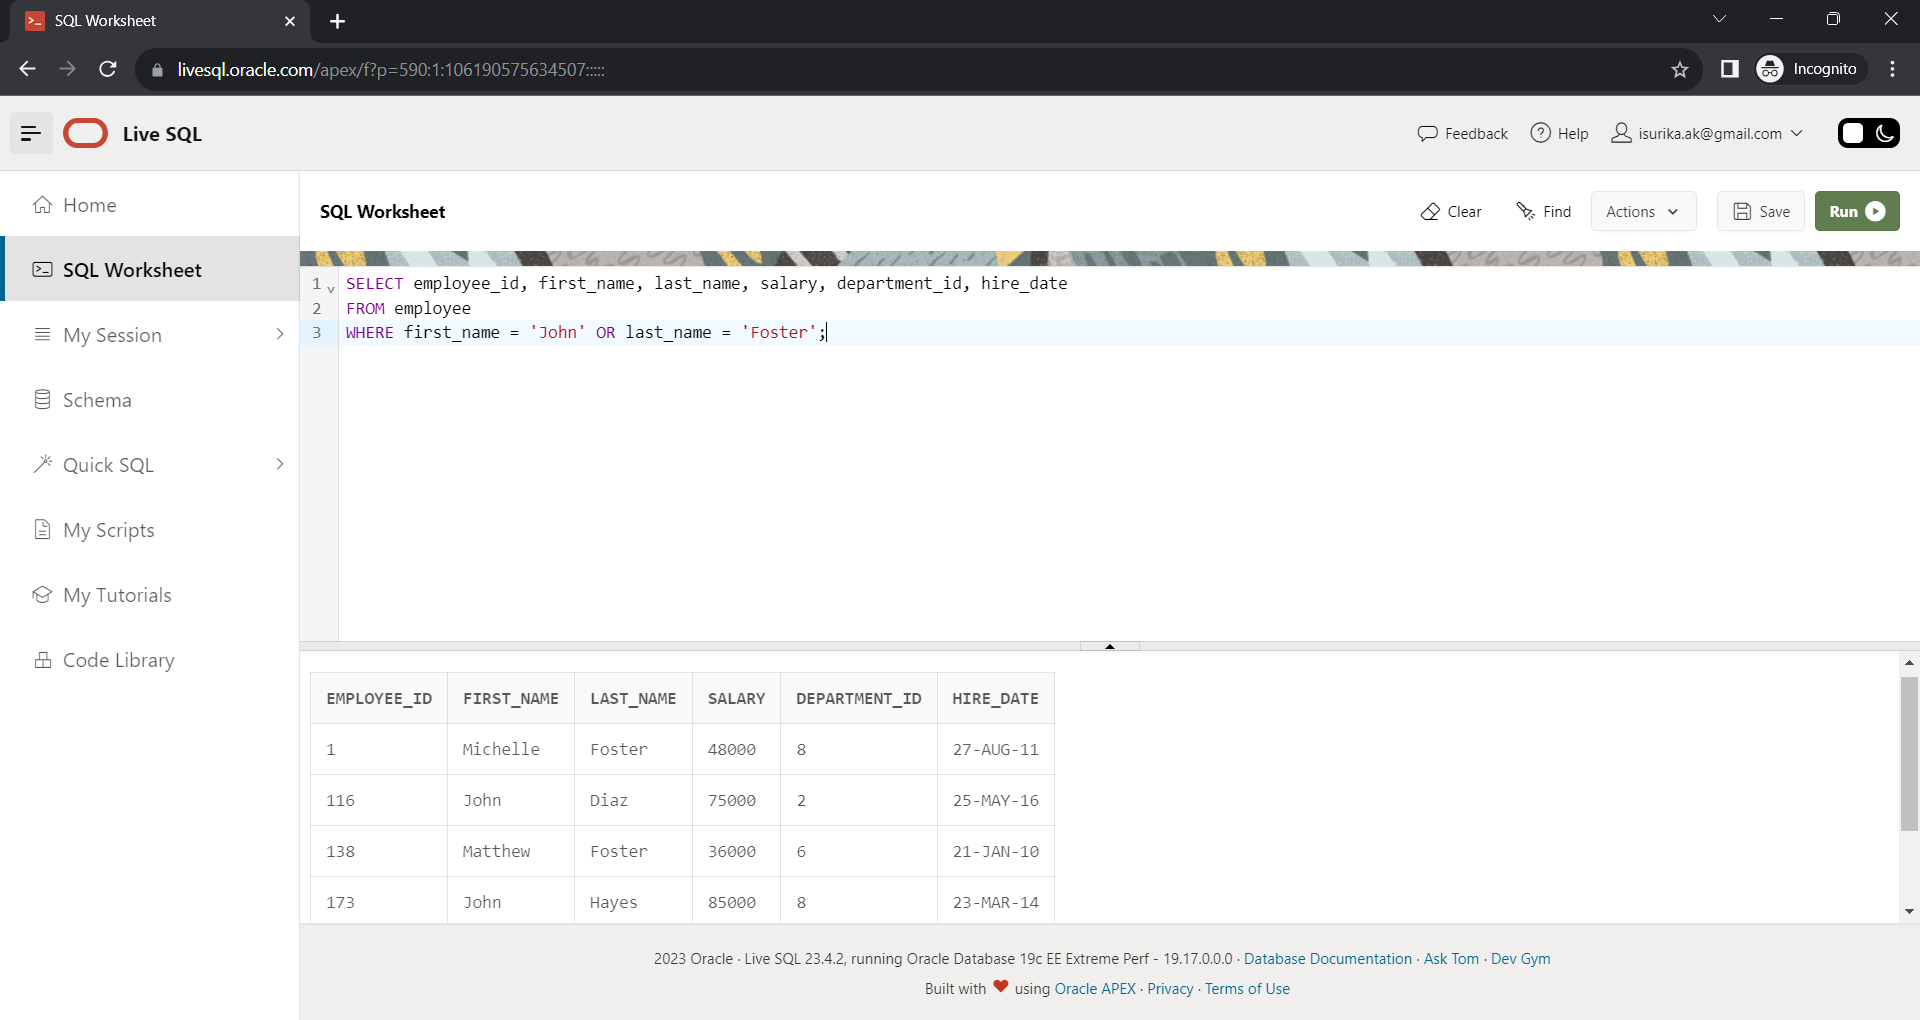 SQL Worksheet
livesql.oracle.com/apex/f?p=590:1:106190575634507:::::
Incognito
Live SQL
Feedback
Help
isurika.ak@gmail.com
Home
SQL Worksheet
My Session
Schema
Quick SQL
My Scripts
My Tutorials
Code Library
SQL Worksheet
Clear
Find
Actions
Save
Run
1 SELECT employee_id, first_name, last_name, salary, department_id, hire_date
2 FROM employee
3 WHERE first_name = 'John' OR last_name = 'Foster';
EMPLOYEE_ID FIRST_NAME LAST_NAME SALARY DEPARTMENT_ID HIRE_DATE
1 Michelle Foster 48000 8 27-AUG-11
116 John Diaz 75000 2 25-MAY-16
138 Matthew Foster 36000 6 21-JAN-10
173 John Hayes 85000 8 23-MAR-14
2023 Oracle · Live SQL 23.4.2, running Oracle Database 19c EE Extreme Perf - 19.17.0.0.0 · Database Documentation · Ask Tom · Dev Gym
Built with ❤ using Oracle APEX · Privacy · Terms of Use